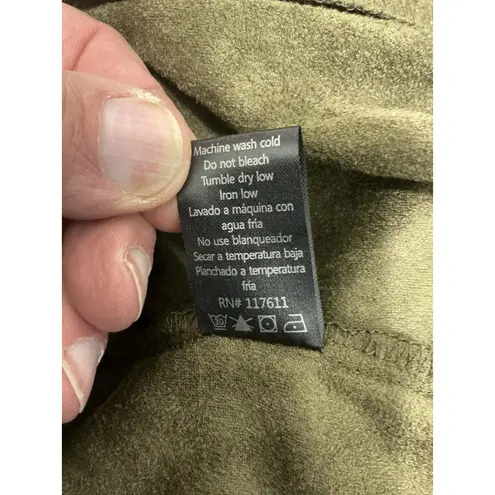 Machine wash cold
Do not bleach
Tumble dry low
Iron low
Lavado a máquina con
agua fría
No use blanqueador
Secar a temperatura baja
Planchado a temperatura
fría
RN# 117611
30